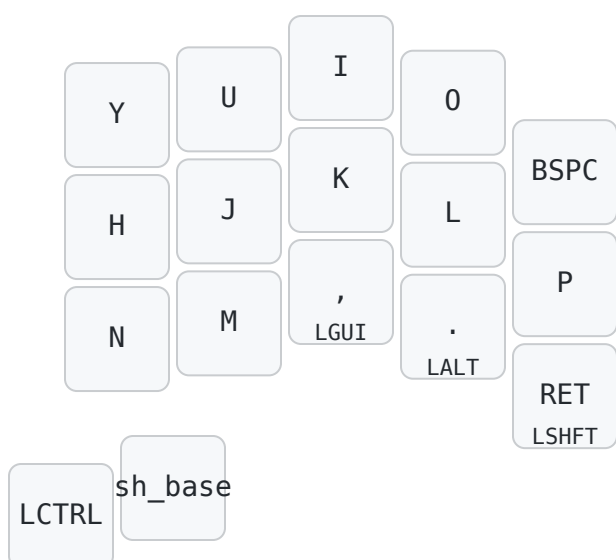 Y
U
I
O
BSPC
H
J
K
L
P
N
M
,
LGUI
.
LALT
RET
LSHFT
LCTRL
sh_base